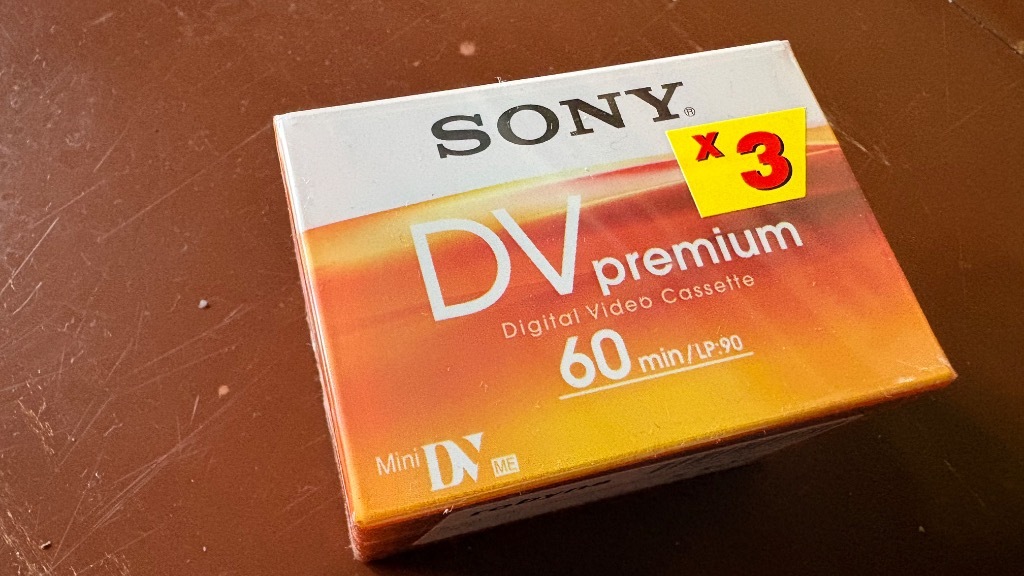 SONY®
x 3
DV premium
Digital Video Cassette
60 min/LP:90
Mini DV ME